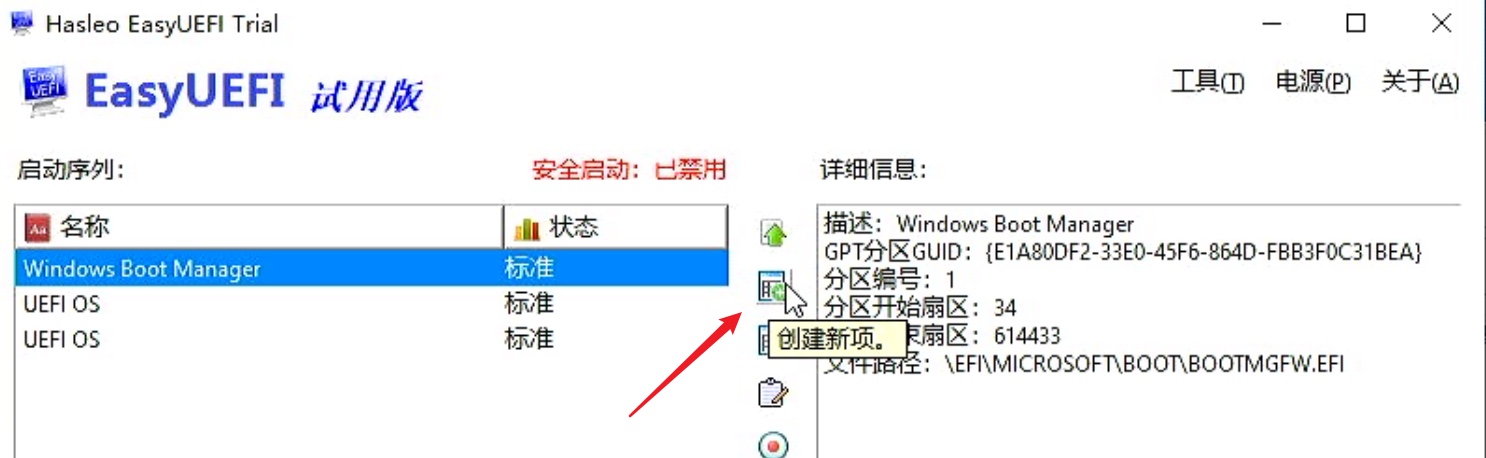 Hasleo EasyUEFI Trial
EasyUEFI 试用版
工具(T) 电源(P) 关于(A)
启动序列: 安全启动: 已禁用
名称 状态
Windows Boot Manager 标准
UEFI OS 标准
UEFI OS 标准
创建新项。
详细信息:
描述: Windows Boot Manager
GPT分区GUID: {E1A80DF2-33E0-45F6-864D-FBB3F0C31BEA}
分区编号: 1
分区开始扇区: 34
束扇区: 614433
文件路径: \EFI\MICROSOFT\BOOT\BOOTMGFW.EFI